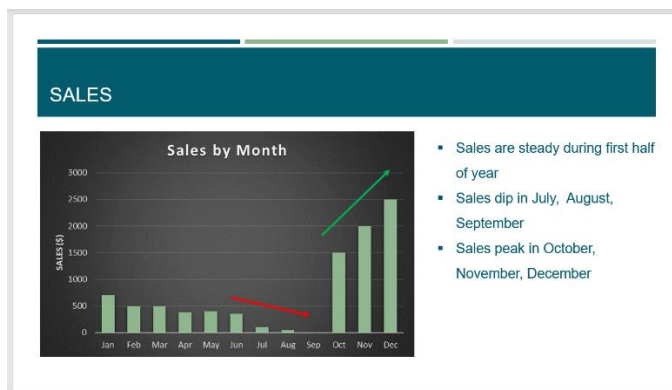 SALES
Sales by Month
3000
2500
2000
1500
1000
500
0
SALES ($)
Jan Feb Mar Apr May Jun Jul Aug Sep Oct Nov Dec
▪ Sales are steady during first half
of year
▪ Sales dip in July, August,
September
▪ Sales peak in October,
November, December